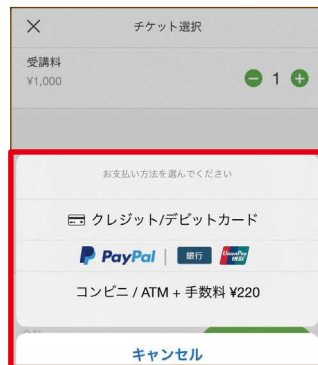 チケット選択
受講料
¥1,000
1
お支払い方法を選んでください
クレジット/デビットカード
PayPal | 銀行 UnionPay 银联
コンビニ / ATM + 手数料 ¥220
キャンセル